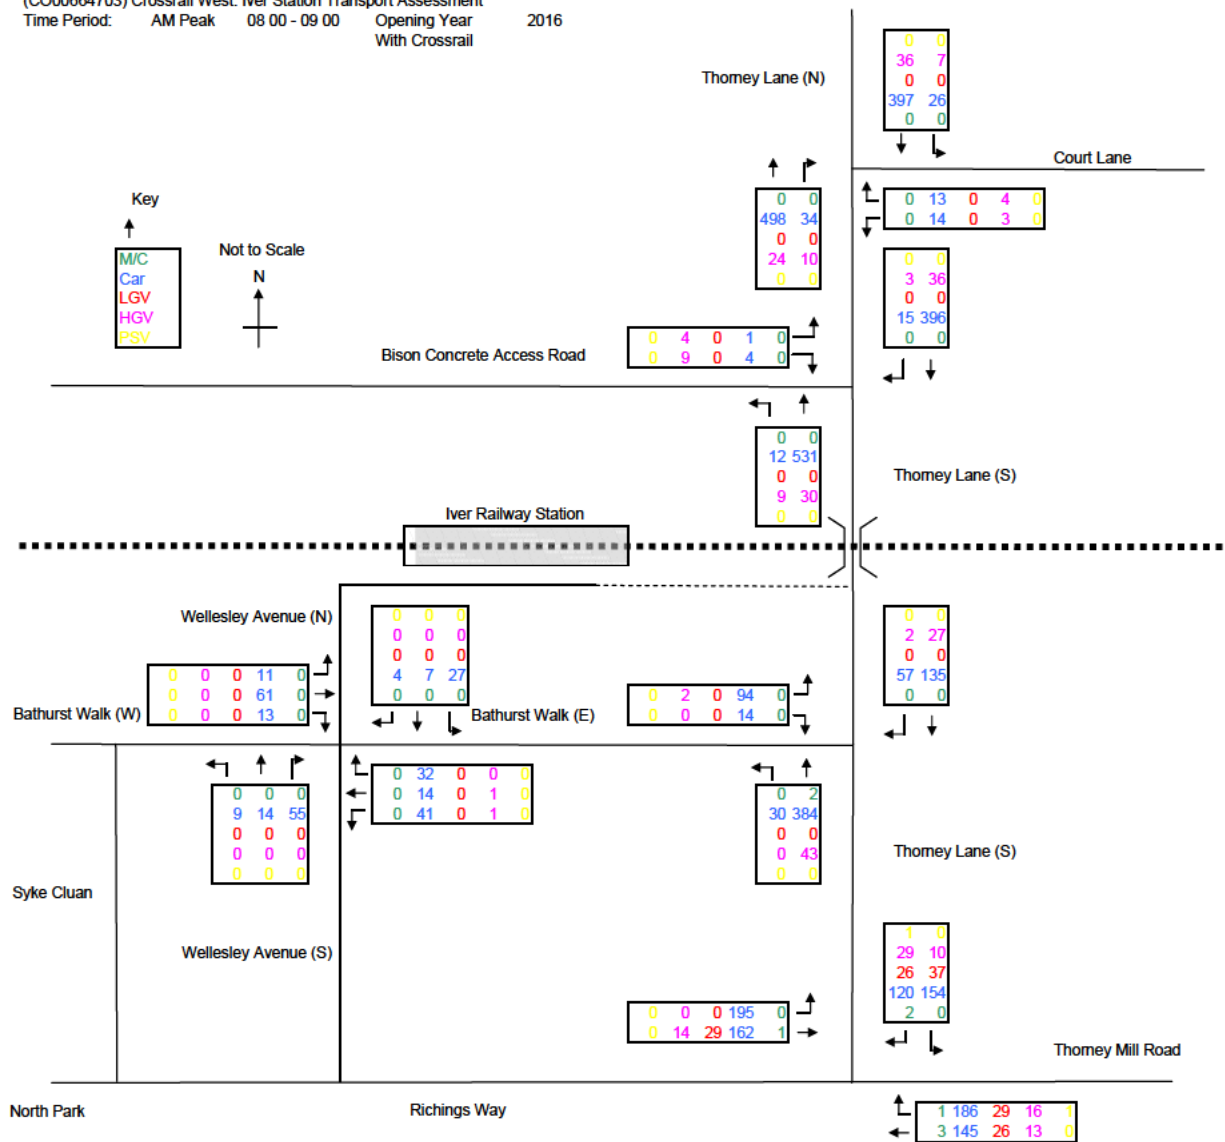 (CO00664703) Crossrail West: Iver Station Transport Assessment
Time Period: AM Peak 08 00 - 09 00 Opening Year 2016
With Crossrail
0 0
36 7
0 0
397 26
0 0
Thorney Lane (N)
Court Lane
0 13 0 4 0
0 14 0 3 0
0 0
498 34
0 0
24 10
0 0
Key
M/C
Car
LGV
HGV
PSV
Not to Scale
N
0 0
3 36
0 0
15 396
0 0
Bison Concrete Access Road
0 4 0 1 0
0 9 0 4 0
0 0
12 531
0 0
9 30
0 0
Thorney Lane (S)
Iver Railway Station
Wellesley Avenue (N)
0 0 0
0 0 0
0 0 0
4 7 27
0 0 0
0 0
2 27
0 0
57 135
0 0
0 0 0 11 0
0 0 0 61 0
0 0 0 13 0
Bathurst Walk (W)
Bathurst Walk (E)
0 2 0 94 0
0 0 0 14 0
0 0 0
9 14 55
0 0 0
0 0 0
0 0 0
0 32 0 0 0
0 14 0 1 0
0 41 0 1 0
0 2
30 384
0 0
0 43
0 0
Thorney Lane (S)
Syke Cluan
Wellesley Avenue (S)
1 0
29 10
26 37
120 154
2 0
0 0 0 195 0
0 14 29 162 1
Thorney Mill Road
North Park
Richings Way
1 186 29 16 1
3 145 26 13 0